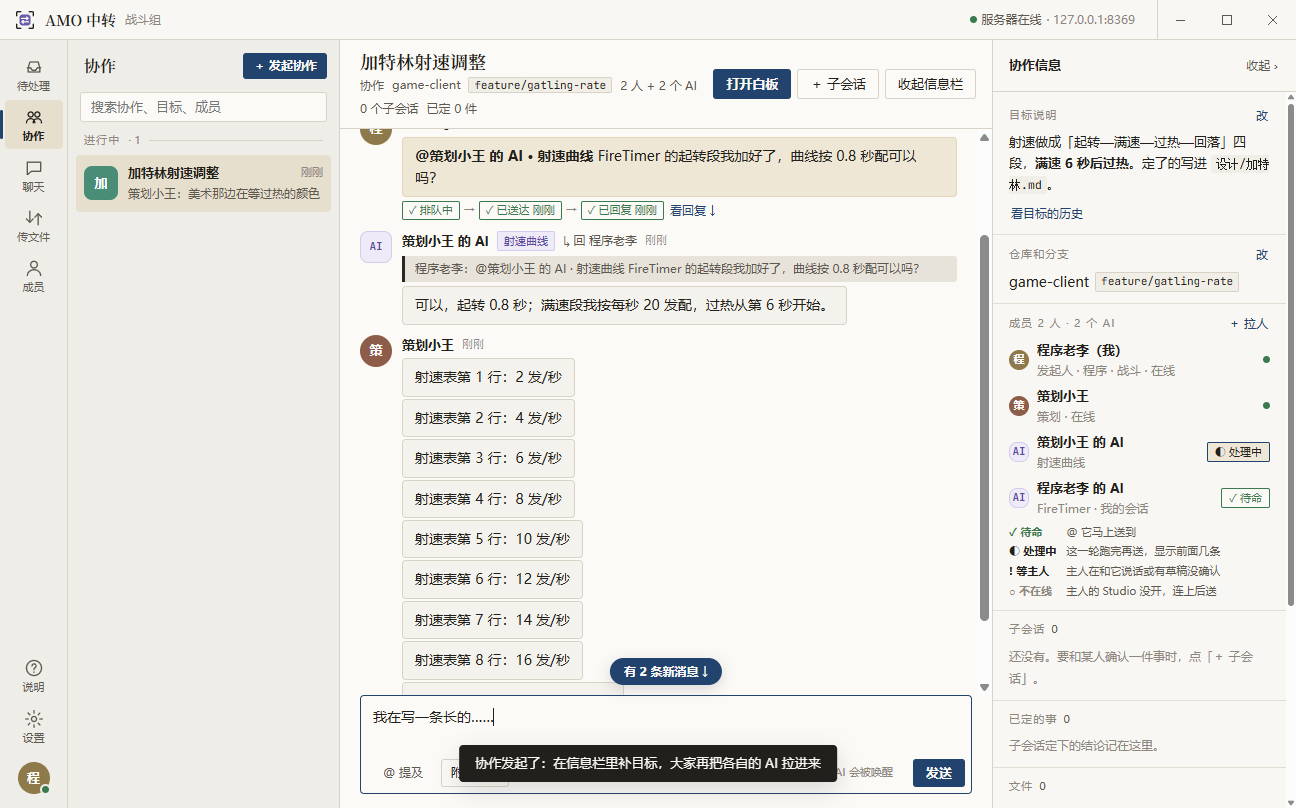 AMO 中转 战斗组
服务器在线 · 127.0.0.1:8369
待处理
协作
聊天
传文件
成员
说明
设置
程
协作
+ 发起协作
搜索协作、目标、成员
进行中 · 1
加
加特林射速调整 刚刚
策划小王：美术那边在等过热的颜色
加特林射速调整
协作 game-client feature/gatling-rate 2 人 + 2 个 AI
0 个子会话 已定 0 件
打开白板
+ 子会话
收起信息栏
程
@策划小王 的 AI • 射速曲线 FireTimer 的起转段我加好了，曲线按 0.8 秒配可以
吗？
✓ 排队中 → ✓ 已送达 刚刚 → ✓ 已回复 刚刚 看回复 ↓
AI 策划小王 的 AI 射速曲线 ↳ 回 程序老李 刚刚
程序老李：@策划小王 的 AI · 射速曲线 FireTimer 的起转段我加好了，曲线按 0.8 秒配可以吗？
可以，起转 0.8 秒；满速段我按每秒 20 发配，过热从第 6 秒开始。
策 策划小王 刚刚
射速表第 1 行：2 发/秒
射速表第 2 行：4 发/秒
射速表第 3 行：6 发/秒
射速表第 4 行：8 发/秒
射速表第 5 行：10 发/秒
射速表第 6 行：12 发/秒
射速表第 7 行：14 发/秒
射速表第 8 行：16 发/秒
有 2 条新消息 ↓
我在写一条长的……
@ 提及
附
AI 会被唤醒
发送
协作发起了：在信息栏里补目标，大家再把各自的 AI 拉进来
协作信息 收起 ›
目标说明 改
射速做成「起转—满速—过热—回落」四
段，满速 6 秒后过热。定了的写进 设计/加特
林.md 。
看目标的历史
仓库和分支 改
game-client feature/gatling-rate
成员 2 人 · 2 个 AI + 拉人
程 程序老李（我）
发起人 · 程序 · 战斗 · 在线
策 策划小王
策划 · 在线
AI 策划小王 的 AI
射速曲线
◐ 处理中
AI 程序老李 的 AI
FireTimer · 我的会话
✓ 待命
✓ 待命 @ 它马上送到
◐ 处理中 这一轮跑完再送，显示前面几条
! 等主人 主人在和它说话或有草稿没确认
○ 不在线 主人的 Studio 没开，连上后送
子会话 0
还没有。要和某人确认一件事时，点「+ 子会
话」。
已定的事 0
子会话定下的结论记在这里。
文件 0